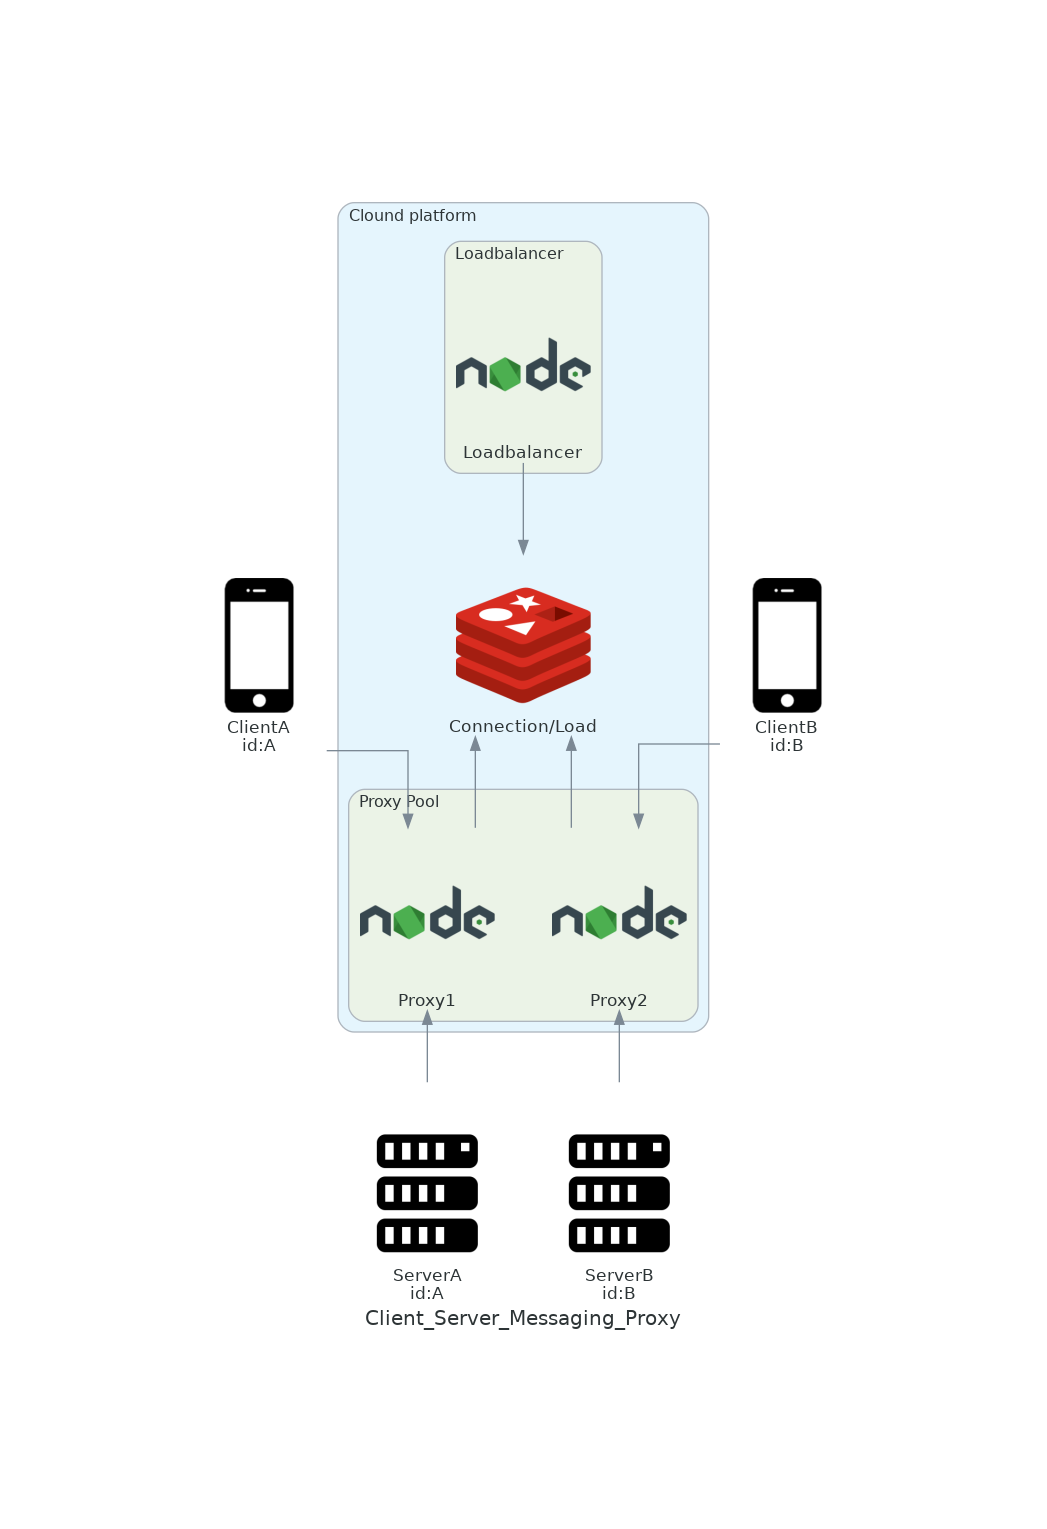 Clound platform
Loadbalancer
node
Loadbalancer
ClientA
id:A
Connection/Load
ClientB
id:B
Proxy Pool
node
node
Proxy1
Proxy2
ServerA
id:A
ServerB
id:B
Client_Server_Messaging_Proxy